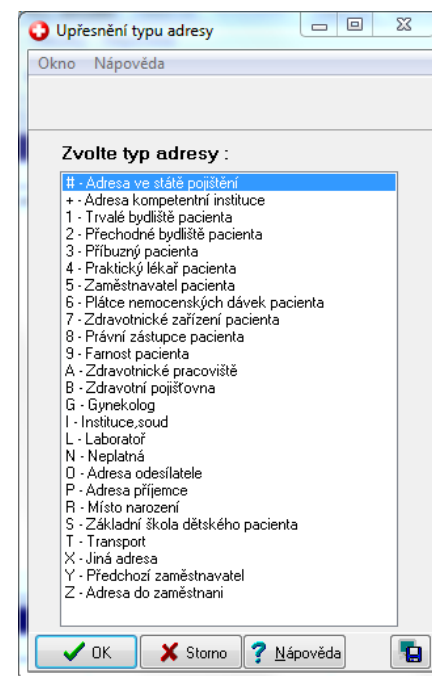 Upřesnění typu adresy
Okno Nápověda
Zvolte typ adresy :
# - Adresa ve státě pojištění
+ - Adresa kompetentní instituce
1 - Trvalé bydliště pacienta
2 - Přechodné bydliště pacienta
3 - Příbuzný pacienta
4 - Praktický lékař pacienta
5 - Zaměstnavatel pacienta
6 - Plátce nemocenských dávek pacienta
7 - Zdravotnické zařízení pacienta
8 - Právní zástupce pacienta
9 - Farnost pacienta
A - Zdravotnické pracoviště
B - Zdravotní pojišťovna
G - Gynekolog
I - Instituce,soud
L - Laboratoř
N - Neplatná
O - Adresa odesílatele
P - Adresa příjemce
R - Místo narození
S - Základní škola dětského pacienta
T - Transport
X - Jiná adresa
Y - Předchozí zaměstnavatel
Z - Adresa do zaměstnani
OK Storno Nápověda